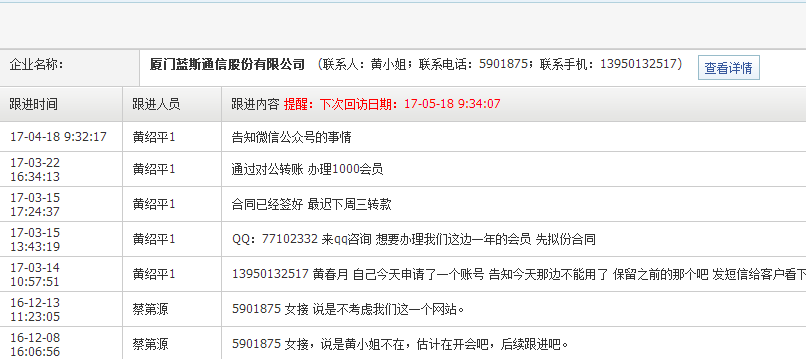 企业名称： 厦门蓝斯通信股份有限公司 （联系人：黄小姐；联系电话：5901875；联系手机：13950132517） 查看详情
跟进时间 跟进人员 跟进内容 提醒：下次回访日期：17-05-18 9:34:07
17-04-18 9:32:17 黄绍平1 告知微信公众号的事情
17-03-22
16:34:13 黄绍平1 通过对公转账 办理1000会员
17-03-15
17:24:37 黄绍平1 合同已经签好 最迟下周三转款
17-03-15
13:43:19 黄绍平1 QQ：77102332 来qq咨询 想要办理我们这边一年的会员 先拟份合同
17-03-14
10:57:51 黄绍平1 13950132517 黄春月 自己今天申请了一个账号 告知今天那边不能用了 保留之前的那个吧 发短信给客户看下
16-12-13
11:23:05 蔡第源 5901875 女接 说是不考虑我们这一个网站。
16-12-08
16:06:56 蔡第源 5901875 女接，说是黄小姐不在，估计在开会吧，后续跟进吧。